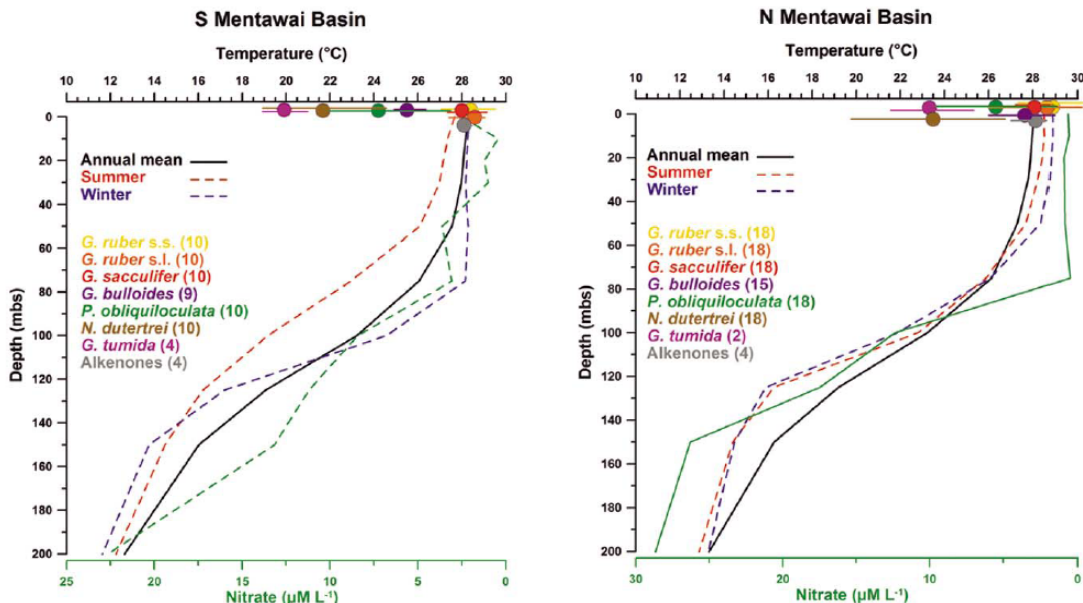 S Mentawai Basin
Temperature (°C)
10 12 14 16 18 20 22 24 26 28 30
0
20
40
60
80
100
120
140
160
180
200
Depth (mbs)
Annual mean
Summer
Winter
G. ruber s.s. (10)
G. ruber s.l. (10)
G. sacculifer (10)
G. bulloides (9)
P. obliquiloculata (10)
N. dutertrei (10)
G. tumida (4)
Alkenones (4)
25 20 15 10 5 0
Nitrate (µM L⁻¹)
N Mentawai Basin
Temperature (°C)
10 12 14 16 18 20 22 24 26 28 30
0
20
40
60
80
100
120
140
160
180
200
Depth (mbs)
Annual mean
Summer
Winter
G. ruber s.s. (18)
G. ruber s.l. (18)
G. sacculifer (18)
G. bulloides (15)
P. obliquiloculata (18)
N. dutertrei (18)
G. tumida (2)
Alkenones (4)
30 20 10 0
Nitrate (µM L⁻¹)